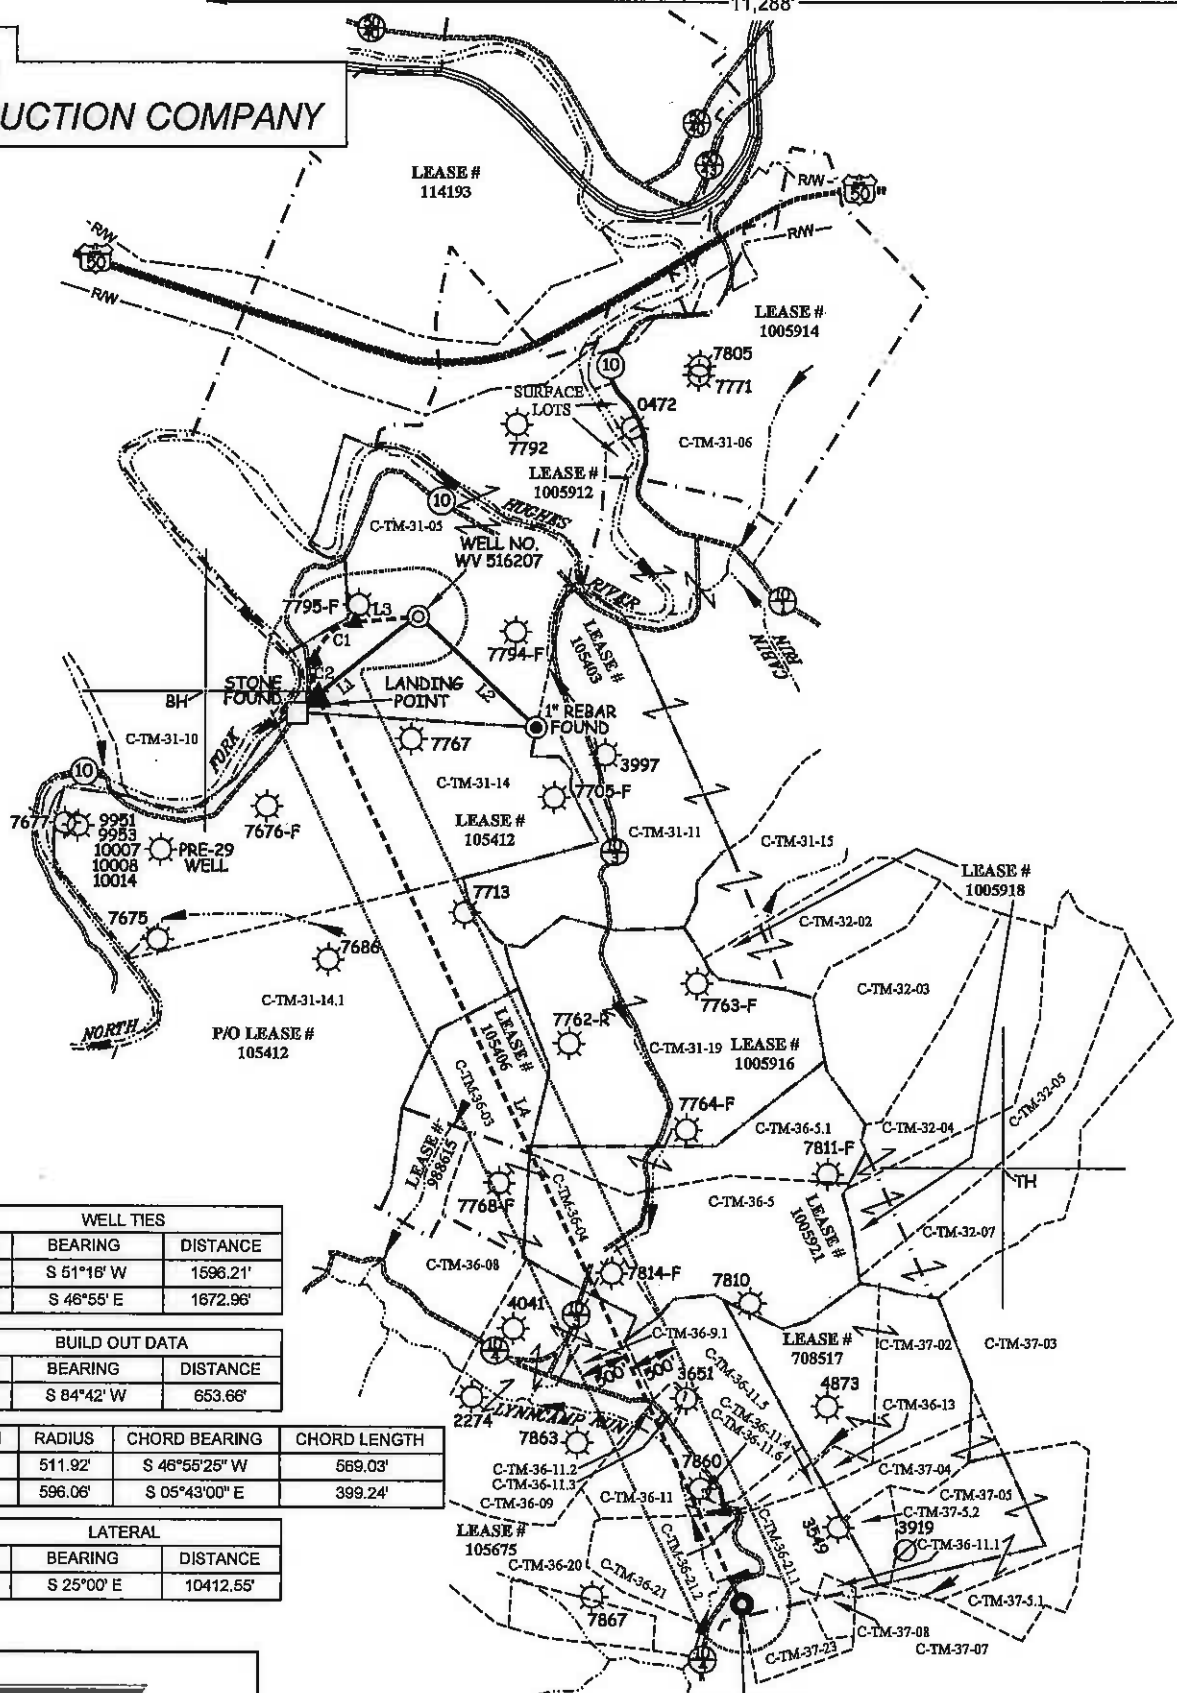 11,288'
UCTION COMPANY
LEASE #
114193
R/W
50
R/W
R/W
50
R/W
LEASE #
1005914
10
7805
7771
SURFACE
LOTS
0472
7792
C-TM-31-06
LEASE #
1005912
10
HUGHES
C-TM-31-05
WELL NO.
WV 516207
RIVER
7795-F
L3
C1
7794-F
LEASE #
105403
CABIN
RUN
C2
L1
L2
STONE
FOUND
LANDING
POINT
BH
1" REBAR
FOUND
C-TM-31-10
FORK
7767
3997
10
C-TM-31-14
7705-F
7677
9951
9953
10007
10008
10014
7676-F
PRE-29
WELL
LEASE #
105412
C-TM-31-11
C-TM-31-15
LEASE #
1005918
7713
7675
7686
C-TM-32-02
C-TM-31-14.1
7763-F
C-TM-32-03
NORTH
P/O LEASE #
105412
LEASE #
105406
7762-R
C-TM-31-19
LEASE #
1005916
C-TM-36-03
L4
7764-F
C-TM-36-5.1
C-TM-32-04
C-TM-32-05
7811-F
LEASE #
988615
7768-F
C-TM-36-04
C-TM-36-5
TH
LEASE #
1005921
C-TM-32-07
C-TM-36-08
7814-F
7810
4041
C-TM-36-9.1
LEASE #
708517
C-TM-37-02
C-TM-37-03
500'
500'
3651
C-TM-36-11.5
4873
C-TM-36-13
2274
LYNNCAMP RUN
C-TM-36-11.4
C-TM-36-11.6
7863
C-TM-36-11.2
C-TM-36-11.3
7860
C-TM-37-04
C-TM-36-09
C-TM-36-11
C-TM-37-05
C-TM-37-5.2
3549
3919
C-TM-36-11.1
LEASE #
105675
C-TM-36-20
C-TM-36-21
C-TM-36-21.2
C-TM-36-21.1
C-TM-37-5.1
7867
C-TM-37-08
C-TM-37-07
C-TM-37-23
WELL TIES
BEARING DISTANCE
S 51°16' W 1596.21'
S 46°55' E 1672.96'
BUILD OUT DATA
BEARING DISTANCE
S 84°42' W 653.66'
RADIUS CHORD BEARING CHORD LENGTH
511.92' S 46°55'25" W 569.03'
596.06' S 05°43'00" E 399.24'
LATERAL
BEARING DISTANCE
S 25°00' E 10412.55'